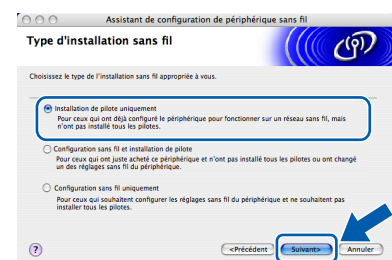 Assistant de configuration de périphérique sans fil
Type d'installation sans fil
Choisissez le type de l'installation sans fil appropriée à vous.
Installation de pilote uniquement
Pour ceux qui ont déjà configuré le périphérique pour fonctionner sur un réseau sans fil, mais
n'ont pas installé tous les pilotes.
Configuration sans fil et installation de pilote
Pour ceux qui ont juste acheté ce périphérique et n'ont pas installé tous les pilotes ou ont changé
un des réglages sans fil du périphérique.
Configuration sans fil uniquement
Pour ceux qui souhaitent configurer les réglages sans fil du périphérique et ne souhaitent pas
installer tous les pilotes.
? <Précédent Suivant> Annuler